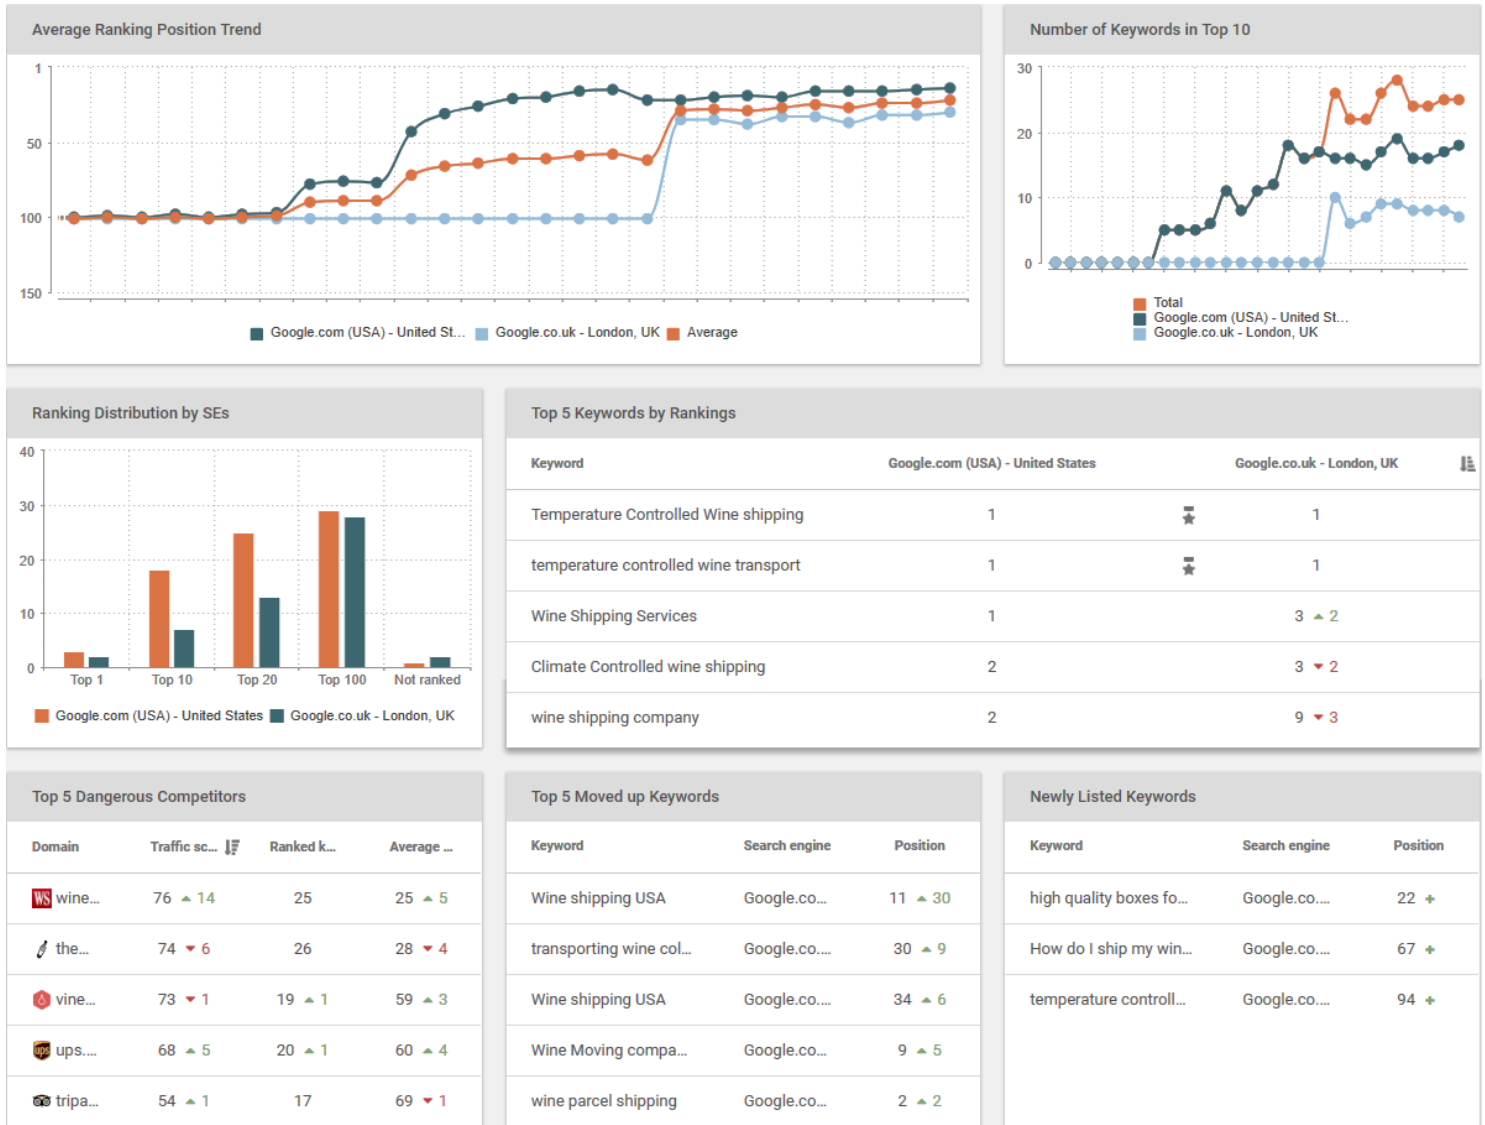 Average Ranking Position Trend
1
50
100
150
Google.com (USA) - United St...
Google.co.uk - London, UK
Average
Number of Keywords in Top 10
30
20
10
0
Total
Google.com (USA) - United St...
Google.co.uk - London, UK
Ranking Distribution by SEs
40
30
20
10
0
Top 1 Top 10 Top 20 Top 100 Not ranked
Google.com (USA) - United States Google.co.uk - London, UK
Top 5 Keywords by Rankings
Keyword Google.com (USA) - United States Google.co.uk - London, UK
Temperature Controlled Wine shipping 1 1
temperature controlled wine transport 1 1
Wine Shipping Services 1 3 2
Climate Controlled wine shipping 2 3 2
wine shipping company 2 9 3
Top 5 Dangerous Competitors
Domain Traffic sc... Ranked k... Average ...
WS wine... 76 14 25 25 5
the... 74 6 26 28 4
vine... 73 1 19 1 59 3
ups ups.... 68 5 20 1 60 4
tripa... 54 1 17 69 1
Top 5 Moved up Keywords
Keyword Search engine Position
Wine shipping USA Google.co... 11 30
transporting wine col... Google.co.... 30 9
Wine shipping USA Google.co.... 34 6
Wine Moving compa... Google.co... 9 5
wine parcel shipping Google.co... 2 2
Newly Listed Keywords
Keyword Search engine Position
high quality boxes fo... Google.co.... 22 +
How do I ship my win... Google.co.... 67 +
temperature controll... Google.co.... 94 +